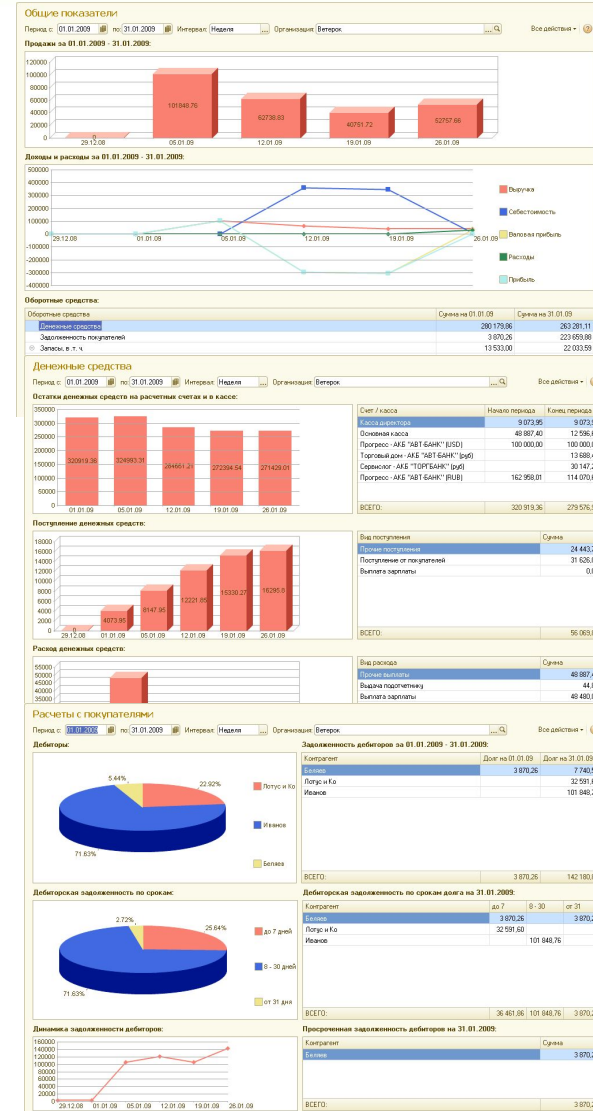 Общие показатели
Период с: 01.01.2009 по: 31.01.2009 Интервал: Неделя ... Организация: Ветерок ... Все действия
Продажи за 01.01.2009 - 31.01.2009:
120000
100000
80000
60000
40000
20000
0
0 101848.76 62738.83 40751.72 52757.66
29.12.08 05.01.09 12.01.09 19.01.09 26.01.09
Доходы и расходы за 01.01.2009 - 31.01.2009:
500000
400000
300000
200000
100000
0
-100000
-200000
-300000
-400000
29.12.08 01.01.09 05.01.09 12.01.09 19.01.09 26.01.09
Выручка
Себестоимость
Валовая прибыль
Расходы
Прибыль
Оборотные средства:
Оборотные средства Сумма на 01.01.09 Сумма на 31.01.09
Денежные средства 280 179,86 263 281,11
Задолженность покупателей 3 870,26 223 659,88
Запасы, в .т. ч. 13 533,00 22 033,59
Денежные средства
Период с: 01.01.2009 по: 31.01.2009 Интервал: Неделя ... Организация: Ветерок ... Все действия
Остатки денежных средств на расчетных счетах и в кассе:
350000
300000
250000
200000
150000
100000
50000
0
320919.36 324993.31 272394.54 271429.01
01.01.09 05.01.09 12.01.09 19.01.09 26.01.09
Счет / касса Начало периода Конец периода
Касса директора 9 073,95 9 073,
Основная касса 48 887,40 12 596,
Прогресс - АКБ "АВТ-БАНК" (USD) 100 000,00 100 000,
Торговый дом - АКБ "АВТ-БАНК" (руб) 13 688,
Сервислог - АКБ "ТОРГБАНК" (руб) 30 147,
Прогресс - АКБ "АВТ-БАНК" (RUB) 162 958,01 114 070,
ВСЕГО: 320 919,36 279 576,
Поступление денежных средств:
18000
16000
14000
12000
10000
8000
6000
4000
2000
0
0 4073.95 8147.95 12221.85 15330.27 16295.8
29.12.08 01.01.09 05.01.09 12.01.09 19.01.09 26.01.09
Вид поступления Сумма
Прочие поступления 24 443,
Поступление от покупателей 31 626,
Выплата зарплаты 0,
ВСЕГО: 56 069,
Расход денежных средств:
55000
50000
45000
40000
35000
Вид расхода Сумма
Прочие выплаты 48 887,
Выдача подотчетнику 44,
Выплата зарплаты 48 480,
Расчеты с покупателями
Период с: 01.01.2009 по: 31.01.2009 Интервал: Неделя ... Организация: Ветерок ... Все действия
Дебиторы:
5.44%
22.92%
71.63%
Лотус и Ко
Иванов
Беляев
Задолженность дебиторов за 01.01.2009 - 31.01.2009:
Контрагент Долг на 01.01.09 Долг на 31.01.09
Беляев 3 870,26 7 740,
Лотус и Ко 32 591,
Иванов 101 848,
ВСЕГО: 3 870,26 142 180,
Дебиторская задолженность по срокам:
2.72%
25.64%
71.63%
до 7 дней
8 - 30 дней
от 31 дня
Дебиторская задолженность по срокам долга на 31.01.2009:
Контрагент до 7 8 - 30 от 31
Беляев 3 870,26 3 870,
Лотус и Ко 32 591,60
Иванов 101 848,76
ВСЕГО: 36 461,86 101 848,76 3 870,
Динамика задолженности дебиторов:
160000
140000
120000
100000
80000
60000
40000
20000
0
29.12.08 01.01.09 05.01.09 12.01.09 19.01.09 26.01.09
Просроченная задолженность дебиторов на 31.01.2009:
Контрагент Сумма
Беляев 3 870,
ВСЕГО: 3 870,